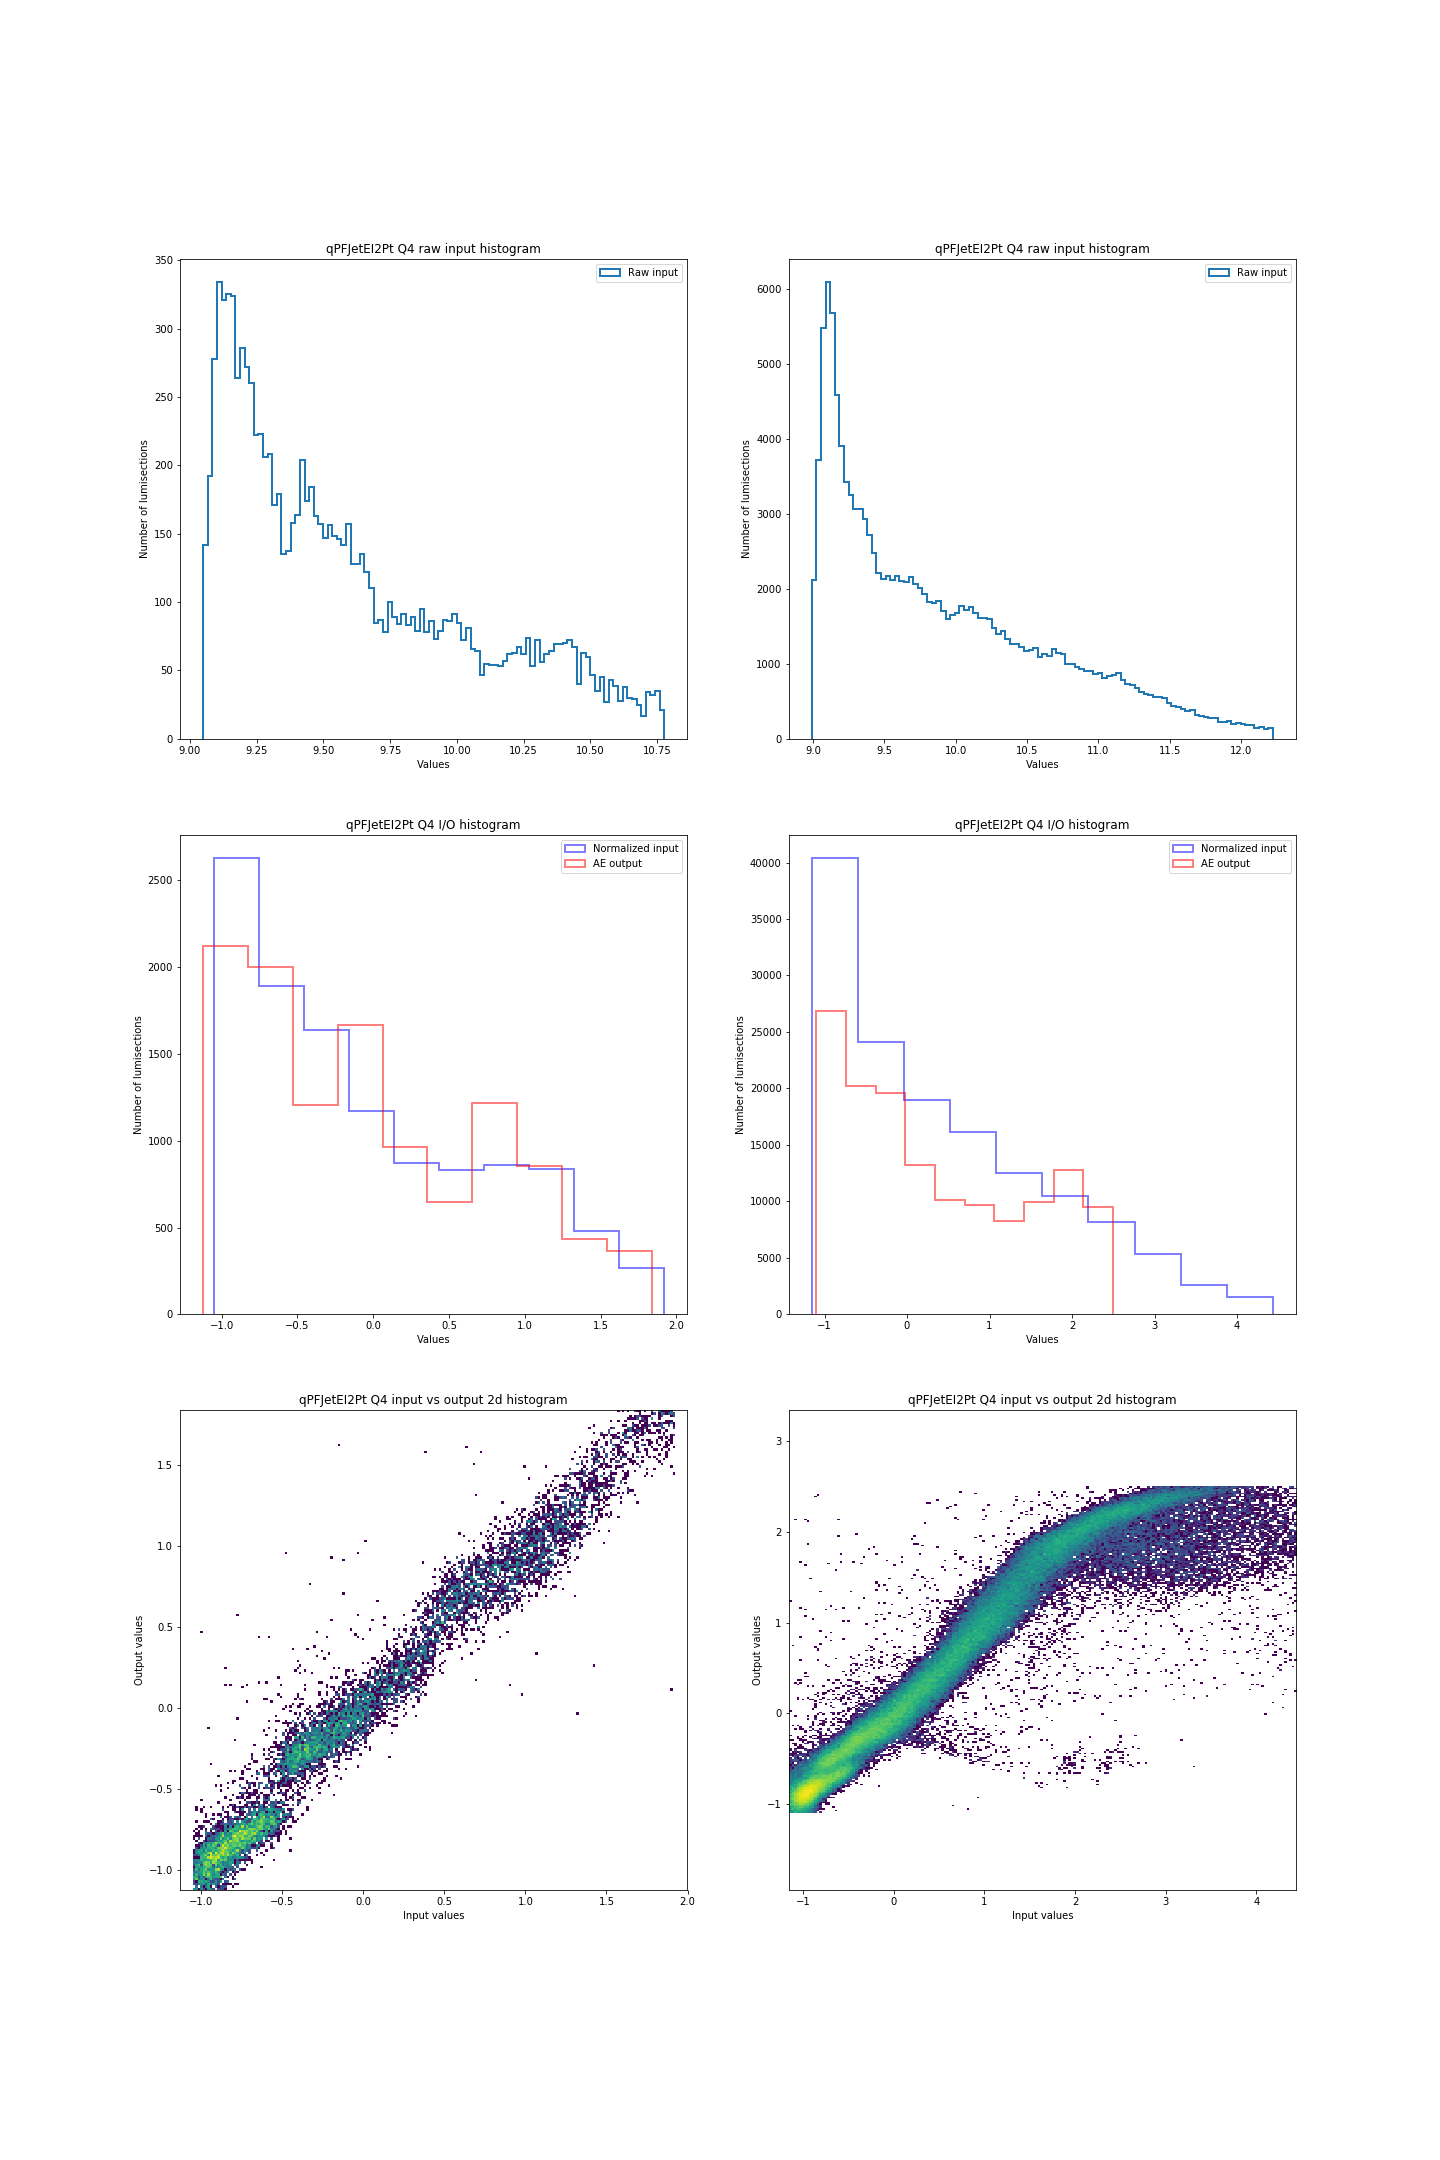 qPFJetEI2Pt Q4 raw input histogram
Raw input
350
300
250
200
150
100
50
0
Number of lumisections
9.00 9.25 9.50 9.75 10.00 10.25 10.50 10.75
Values
qPFJetEI2Pt Q4 raw input histogram
Raw input
6000
5000
4000
3000
2000
1000
0
Number of lumisections
9.0 9.5 10.0 10.5 11.0 11.5 12.0
Values
qPFJetEI2Pt Q4 I/O histogram
Normalized input
AE output
2500
2000
1500
1000
500
0
Number of lumisections
−1.0 −0.5 0.0 0.5 1.0 1.5 2.0
Values
qPFJetEI2Pt Q4 I/O histogram
Normalized input
AE output
40000
35000
30000
25000
20000
15000
10000
5000
0
Number of lumisections
−1 0 1 2 3 4
Values
qPFJetEI2Pt Q4 input vs output 2d histogram
1.5
1.0
0.5
0.0
−0.5
−1.0
Output values
−1.0 −0.5 0.0 0.5 1.0 1.5 2.0
Input values
qPFJetEI2Pt Q4 input vs output 2d histogram
3
2
1
0
−1
Output values
−1 0 1 2 3 4
Input values